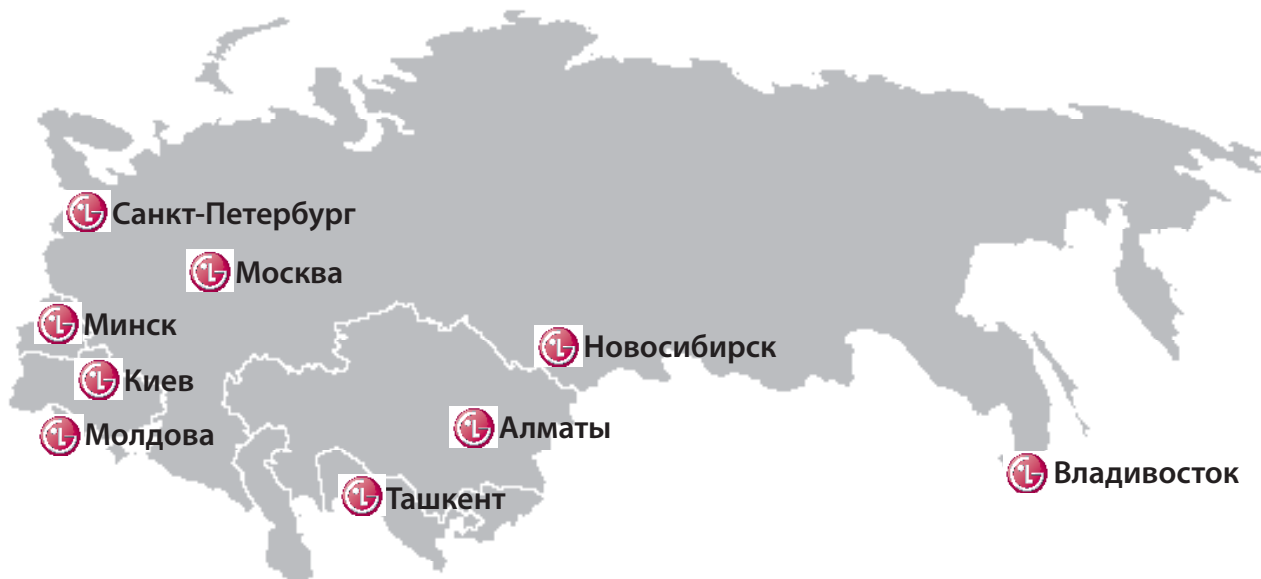 Санкт-Петербург
Москва
Минск
Новосибирск
Киев
Алматы
Молдова
Владивосток
Ташкент